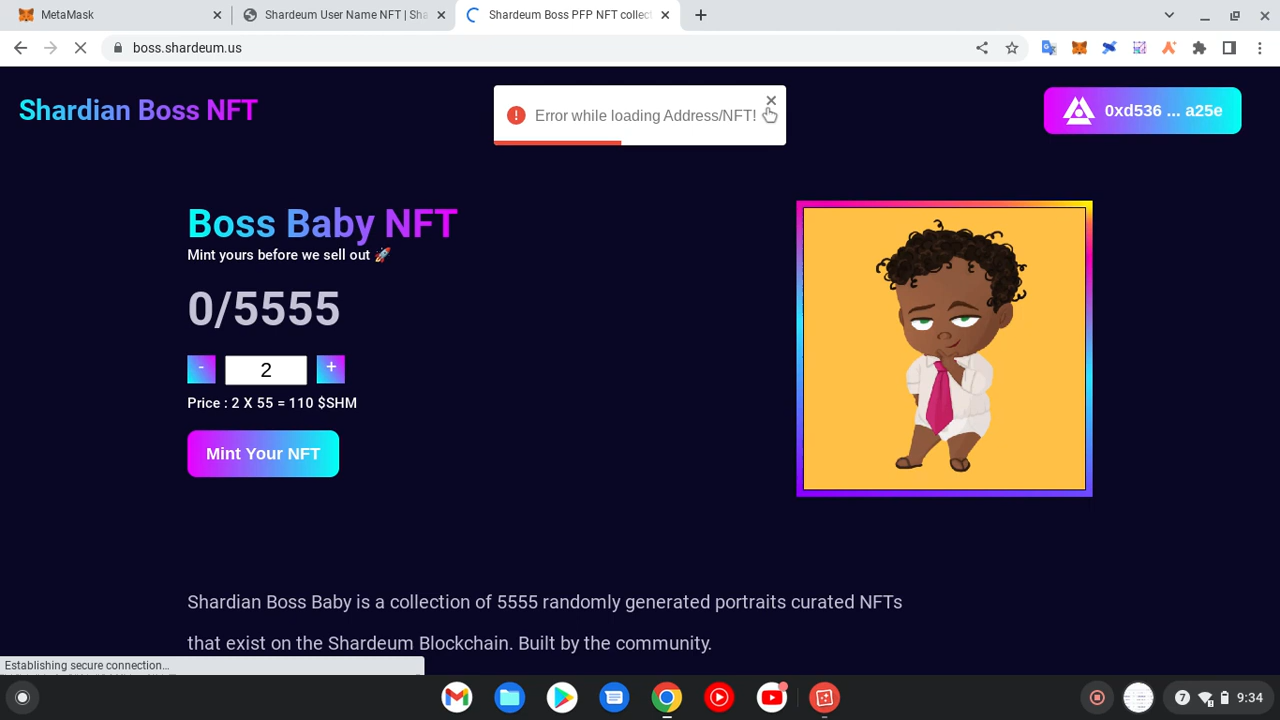 MetaMask
Shardeum User Name NFT | Sha
Shardeum Boss PFP NFT collect
boss.shardeum.us
Shardian Boss NFT
Error while loading Address/NFT!
0xd536 ... a25e
Boss Baby NFT
Mint yours before we sell out 🚀
0/5555
- 2 +
Price : 2 X 55 = 110 $SHM
Mint Your NFT
Shardian Boss Baby is a collection of 5555 randomly generated portraits curated NFTs
that exist on the Shardeum Blockchain. Built by the community.
Establishing secure connection…
7 9:34